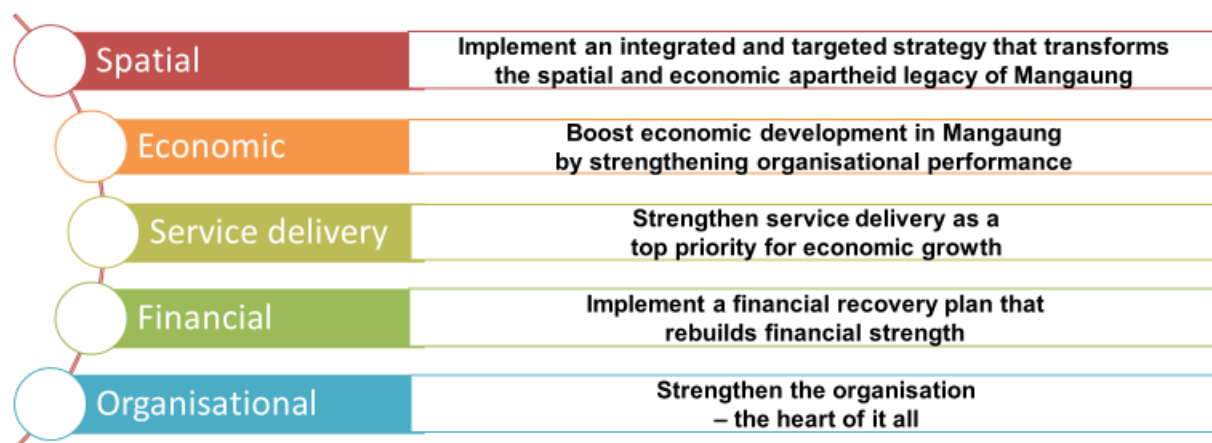 Spatial
Implement an integrated and targeted strategy that transforms
the spatial and economic apartheid legacy of Mangaung
Economic
Boost economic development in Mangaung
by strengthening organisational performance
Service delivery
Strengthen service delivery as a
top priority for economic growth
Financial
Implement a financial recovery plan that
rebuilds financial strength
Organisational
Strengthen the organisation
– the heart of it all